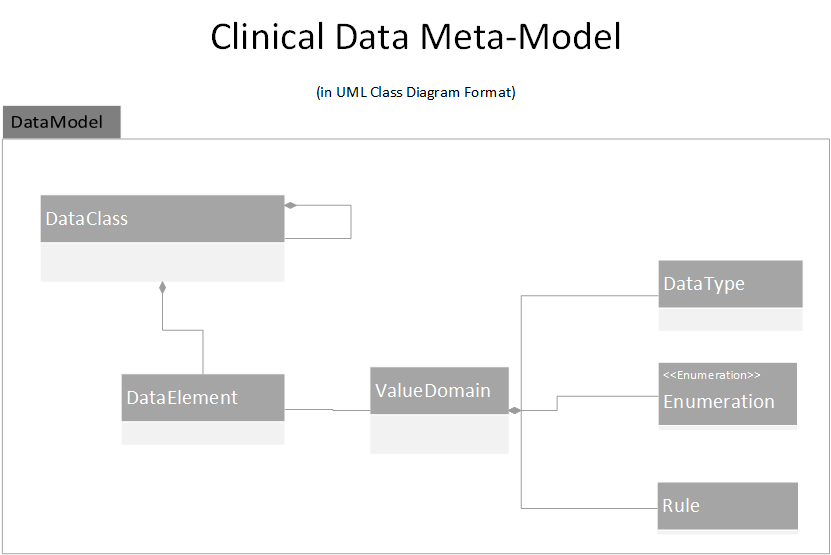 Clinical Data Meta-Model
(in UML Class Diagram Format)
DataModel
DataClass
DataType
<<Enumeration>>
Enumeration
ValueDomain
DataElement
Rule